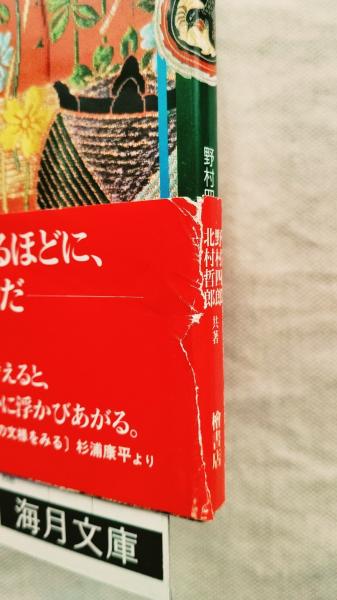 るほどに、
だ──
えると、
に浮かびあがる。
の文様をみる〕杉浦康平より
野村四
野村四郎
北村哲郎
共著
檜書店
海月文庫